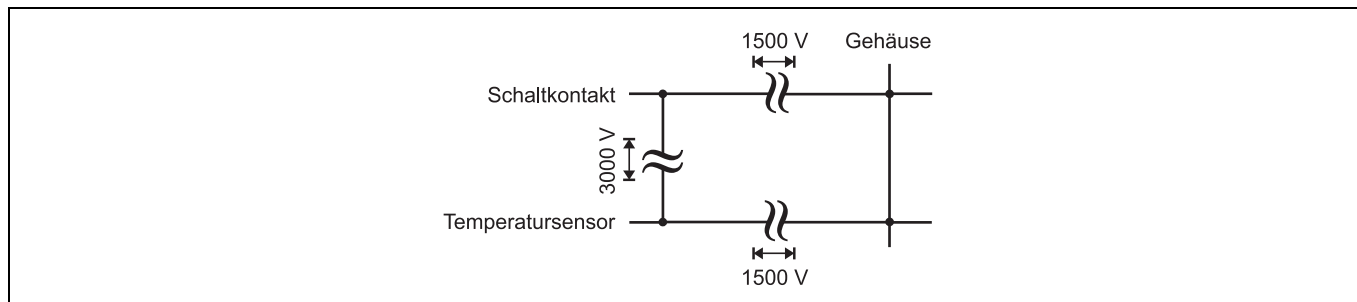 1500 V
Gehäuse
Schaltkontakt
3000 V
Temperatursensor
1500 V